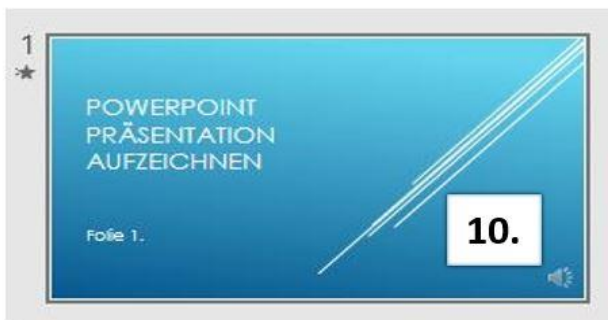 1
POWERPOINT
PRÄSENTATION
AUFZEICHNEN
Folie 1.
10.